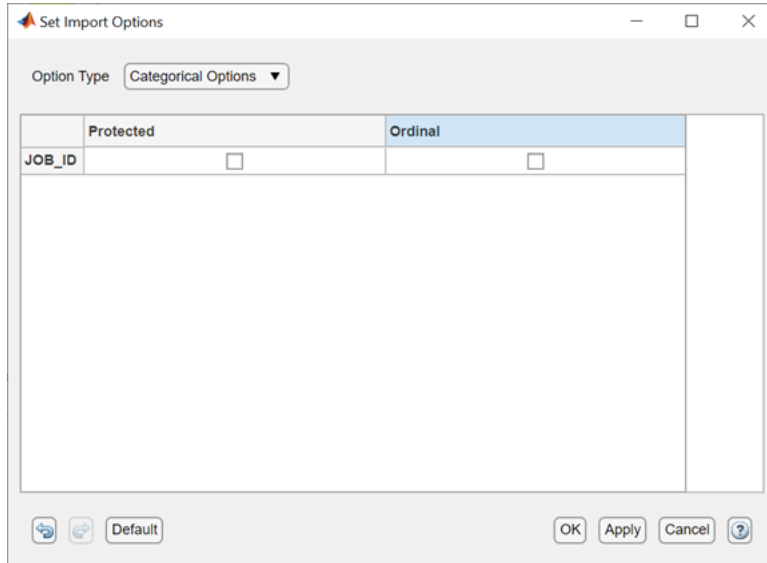 Set Import Options
Option Type Categorical Options
Protected Ordinal
JOB_ID
Default OK Apply Cancel ?